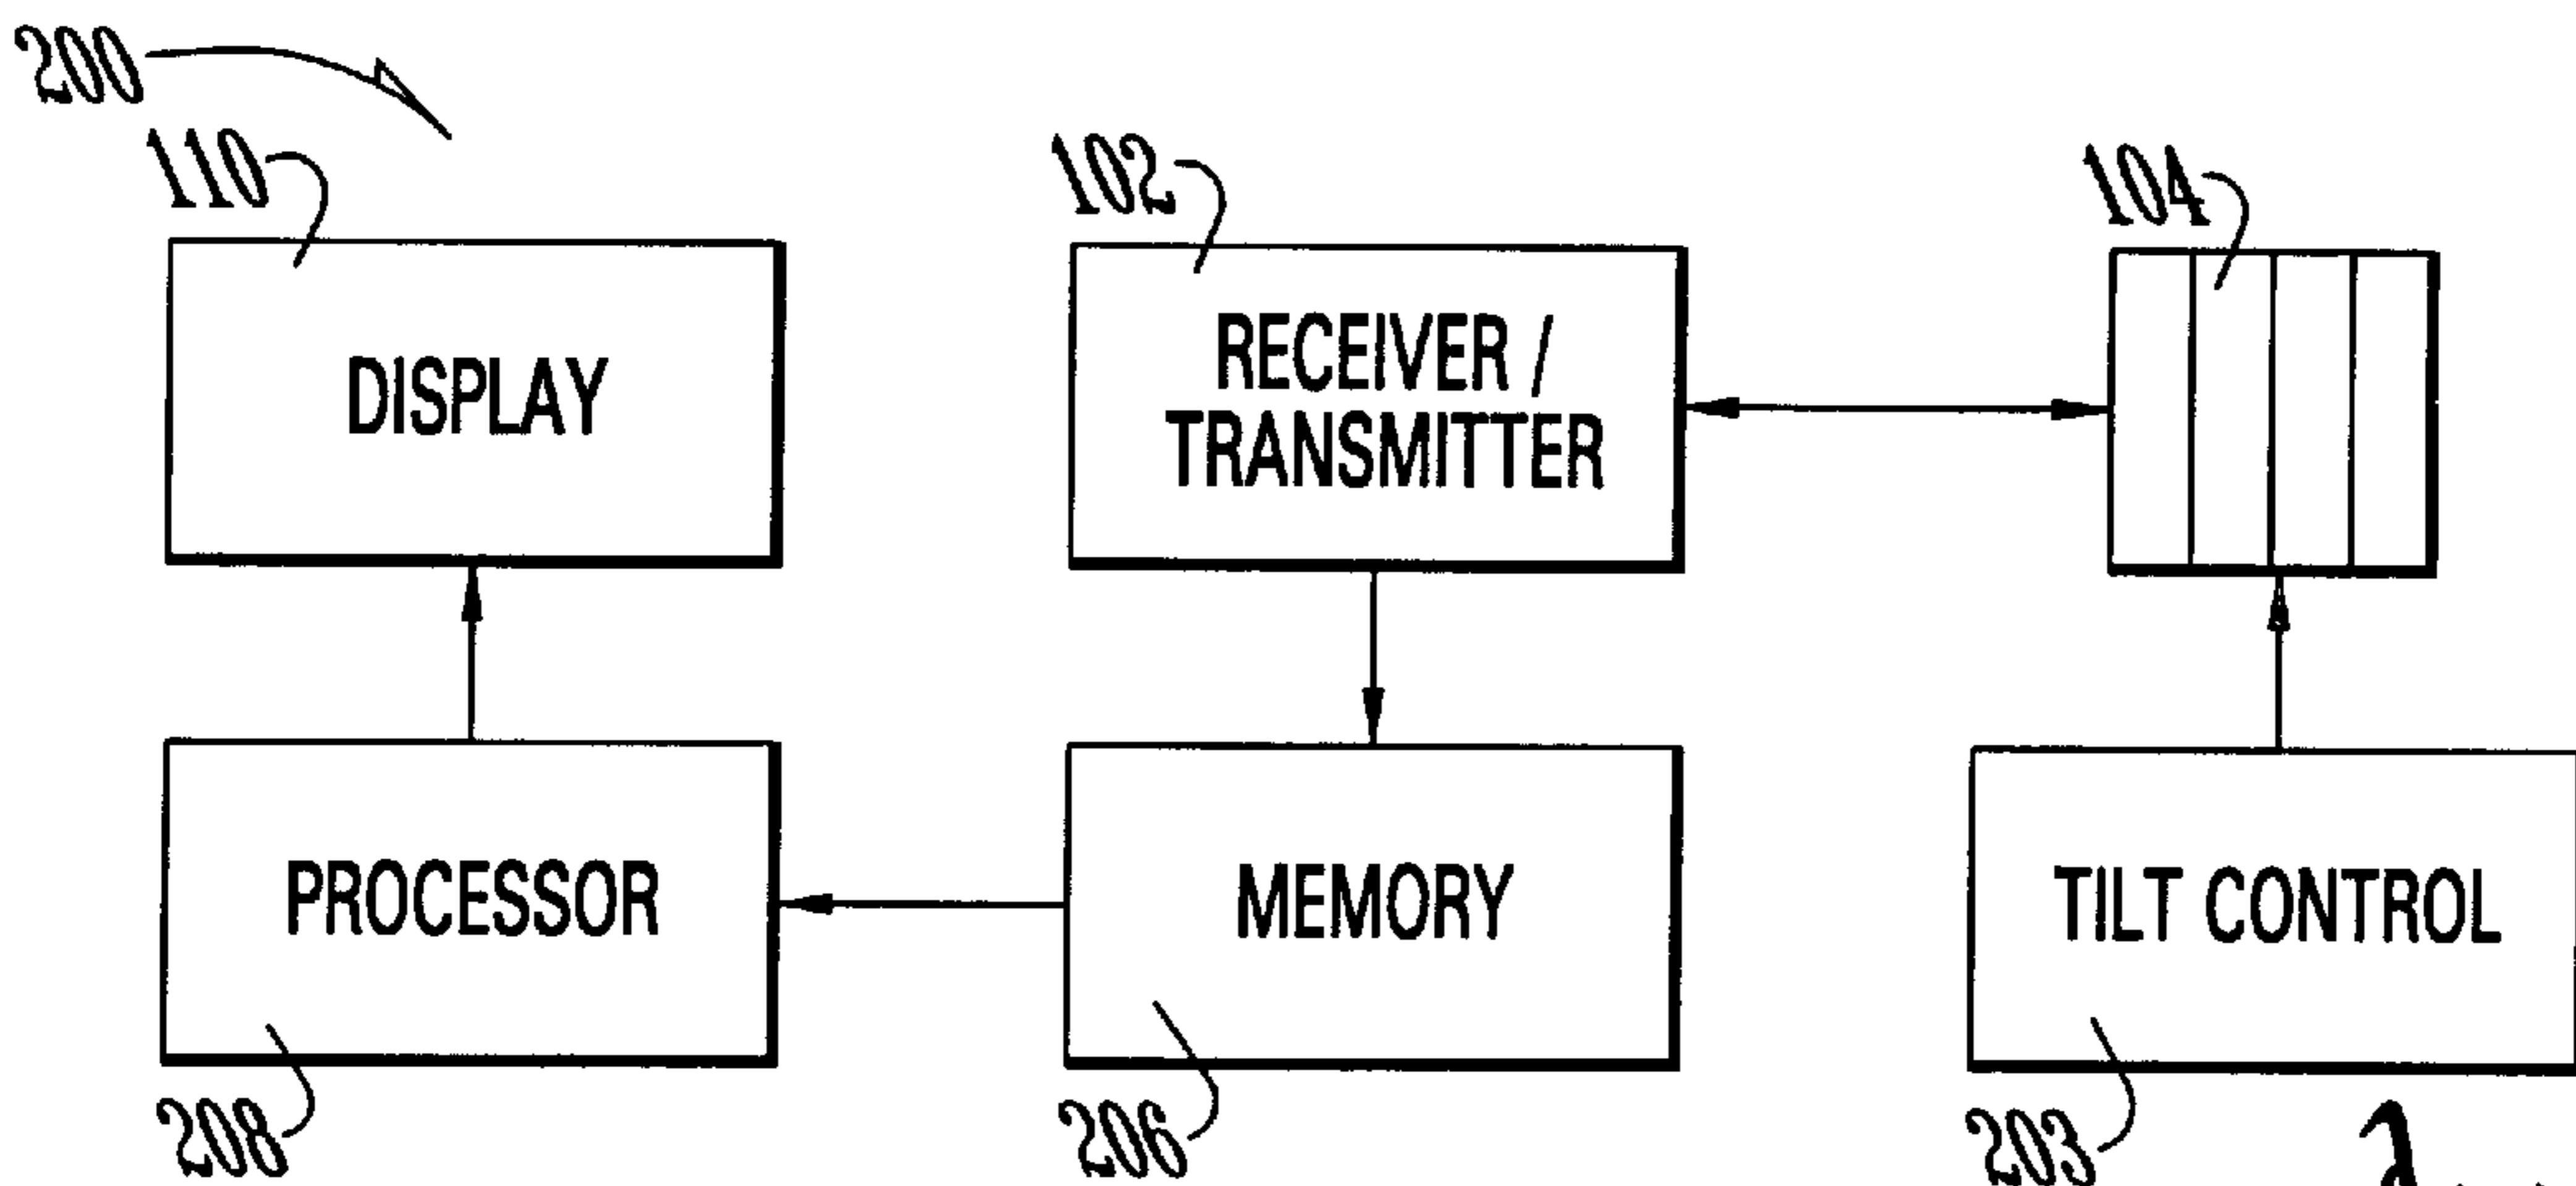 200
110
102
104
DISPLAY
RECEIVER /
TRANSMITTER
PROCESSOR
MEMORY
TILT CONTROL
208
206
203